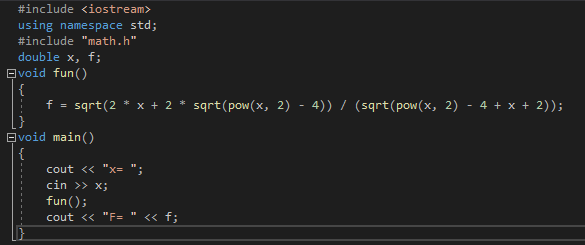 #include <iostream>
using namespace std;
#include "math.h"
double x, f;
void fun()
{
f = sqrt(2 * x + 2 * sqrt(pow(x, 2) - 4)) / (sqrt(pow(x, 2) - 4 + x + 2));
}
void main()
{
cout << "x= ";
cin >> x;
fun();
cout << "F= " << f;
}